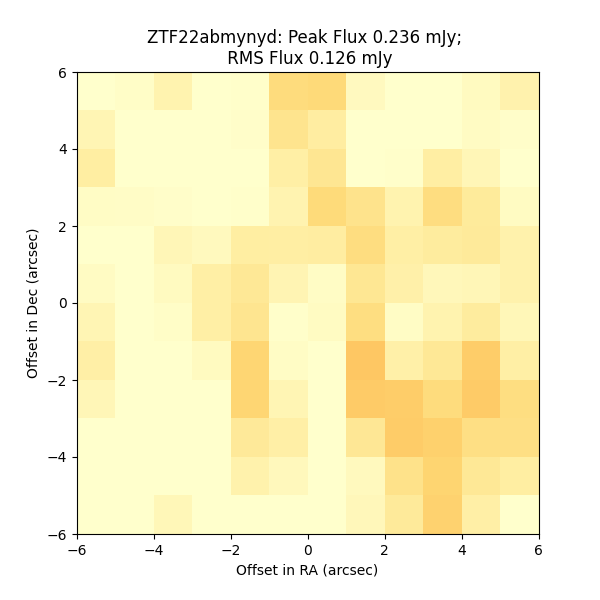 ZTF22abmynyd: Peak Flux 0.236 mJy;
RMS Flux 0.126 mJy
6
4
2
0
−2
−4
−6
Offset in Dec (arcsec)
−6 −4 −2 0 2 4 6
Offset in RA (arcsec)